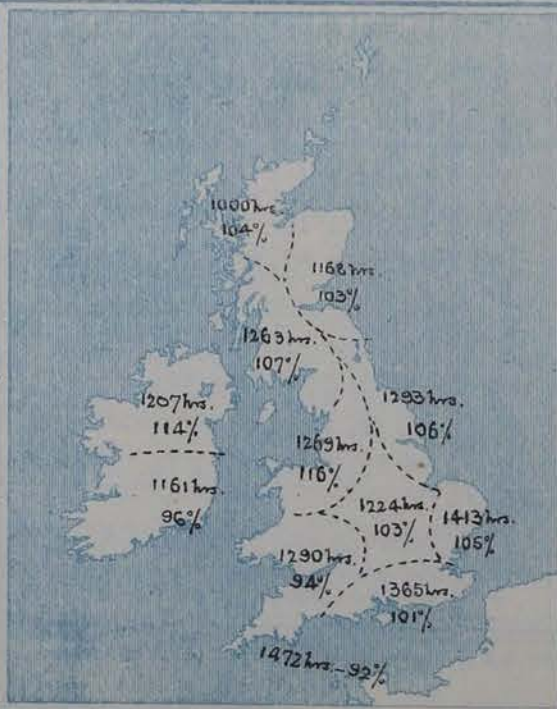 1000 hrs.
104%
1168 hrs.
103%
1263 hrs.
107%
1207 hrs.
114%
1293 hrs.
106%
1269 hrs.
116%
1161 hrs.
96%
1224 hrs.
103%
1413 hrs.
105%
1290 hrs.
94%
1365 hrs.
101%
1472 hrs. - 92%